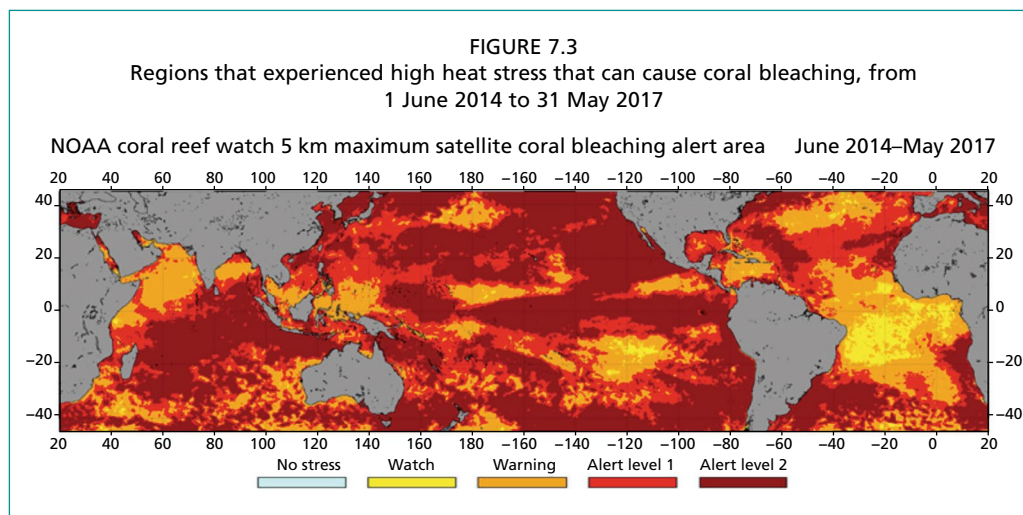 FIGURE 7.3
Regions that experienced high heat stress that can cause coral bleaching, from
1 June 2014 to 31 May 2017
NOAA coral reef watch 5 km maximum satellite coral bleaching alert area June 2014–May 2017
20 40 60 80 100 120 140 160 180 −160 −140 −120 −100 −80 −60 −40 −20 0 20
40 40
20 20
0 0
−20 −20
−40 −40
20 40 60 80 100 120 140 160 180 −160 −140 −120 −100 −80 −60 −40 −20 0 20
No stress Watch Warning Alert level 1 Alert level 2